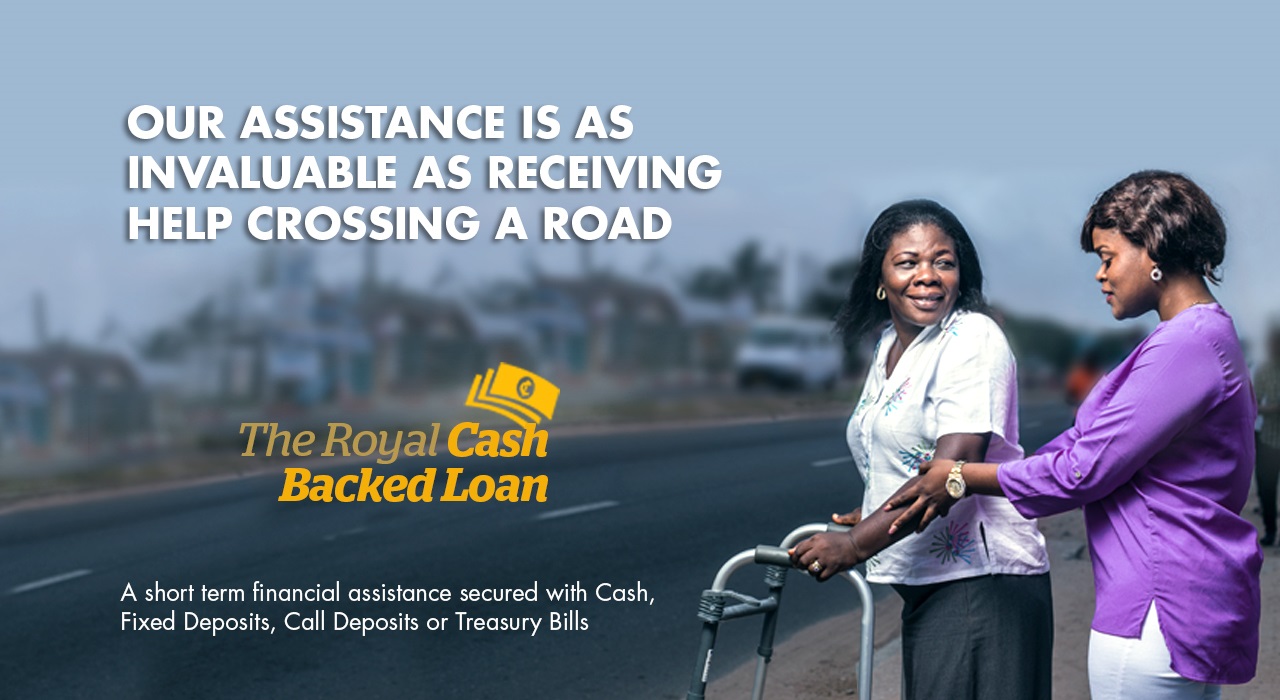 OUR ASSISTANCE IS AS
INVALUABLE AS RECEIVING
HELP CROSSING A ROAD
The Royal Cash
Backed Loan
A short term financial assistance secured with Cash,
Fixed Deposits, Call Deposits or Treasury Bills